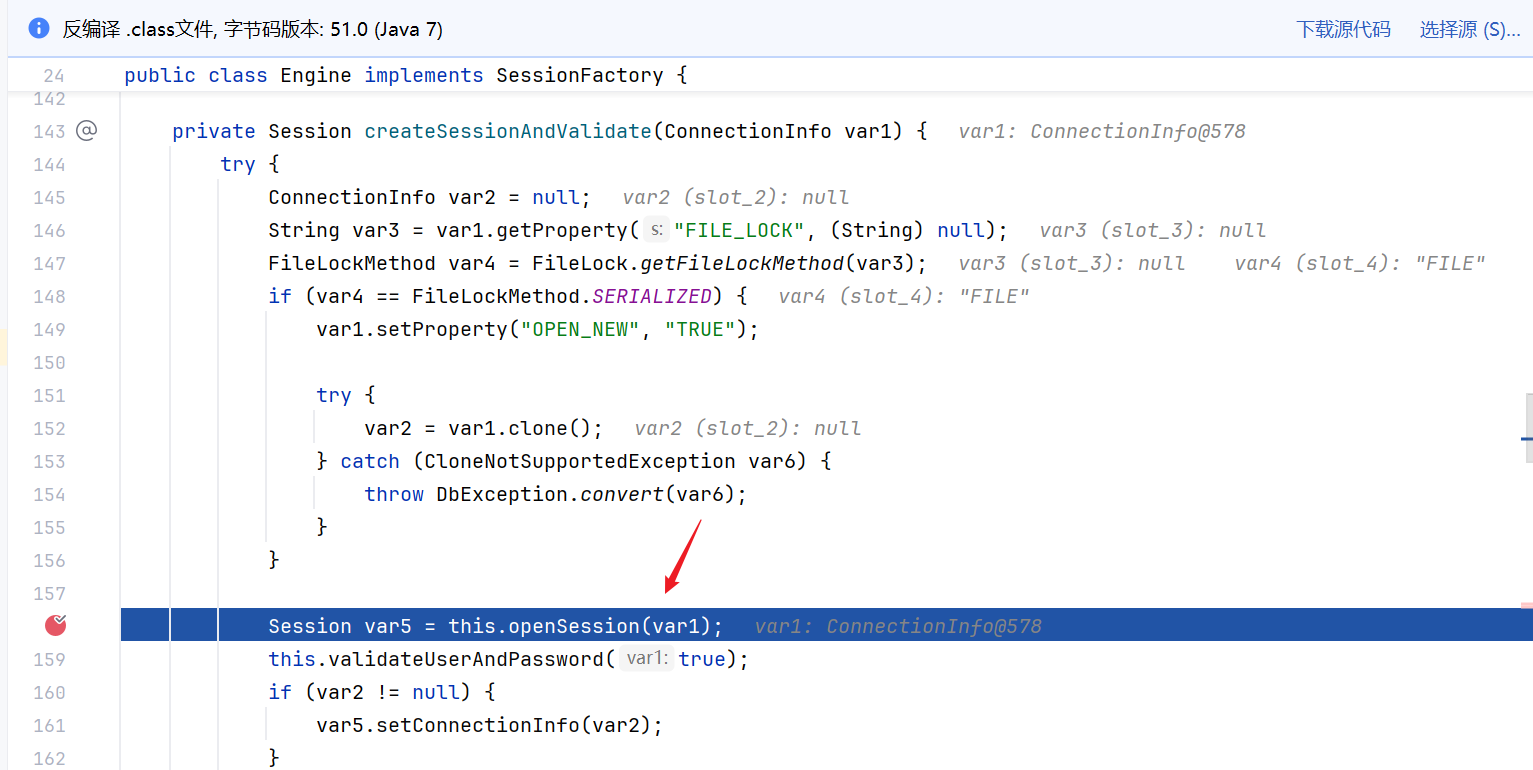 反编译 .class文件, 字节码版本: 51.0 (Java 7) 下载源代码 选择源 (S)...
24 public class Engine implements SessionFactory {
142
143 @ private Session createSessionAndValidate(ConnectionInfo var1) { var1: ConnectionInfo@578
144 try {
145 ConnectionInfo var2 = null; var2 (slot_2): null
146 String var3 = var1.getProperty( s: "FILE_LOCK", (String) null); var3 (slot_3): null
147 FileLockMethod var4 = FileLock.getFileLockMethod(var3); var3 (slot_3): null var4 (slot_4): "FILE"
148 if (var4 == FileLockMethod.SERIALIZED) { var4 (slot_4): "FILE"
149 var1.setProperty("OPEN_NEW", "TRUE");
150
151 try {
152 var2 = var1.clone(); var2 (slot_2): null
153 } catch (CloneNotSupportedException var6) {
154 throw DbException.convert(var6);
155 }
156 }
157
Session var5 = this.openSession(var1); var1: ConnectionInfo@578
159 this.validateUserAndPassword( var1: true);
160 if (var2 != null) {
161 var5.setConnectionInfo(var2);
162 }